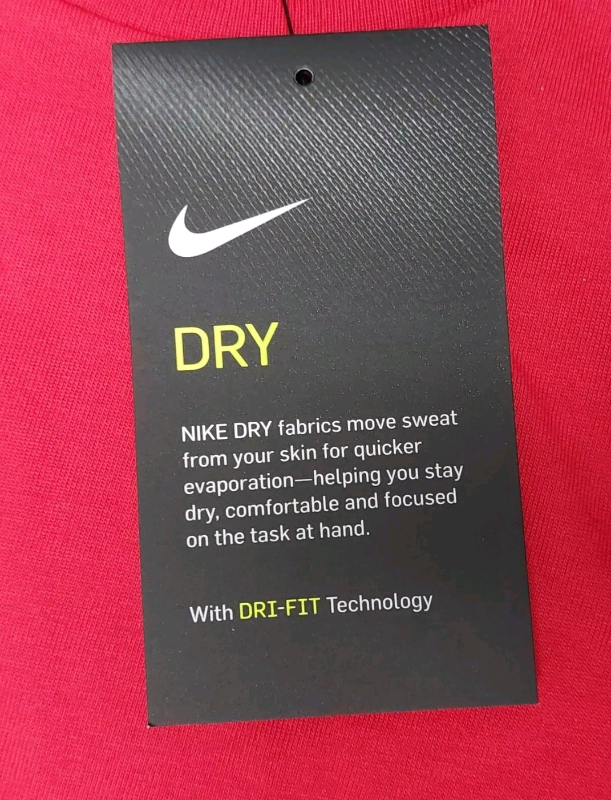 DRY
NIKE DRY fabrics move sweat
from your skin for quicker
evaporation—helping you stay
dry, comfortable and focused
on the task at hand.
With DRI-FIT Technology